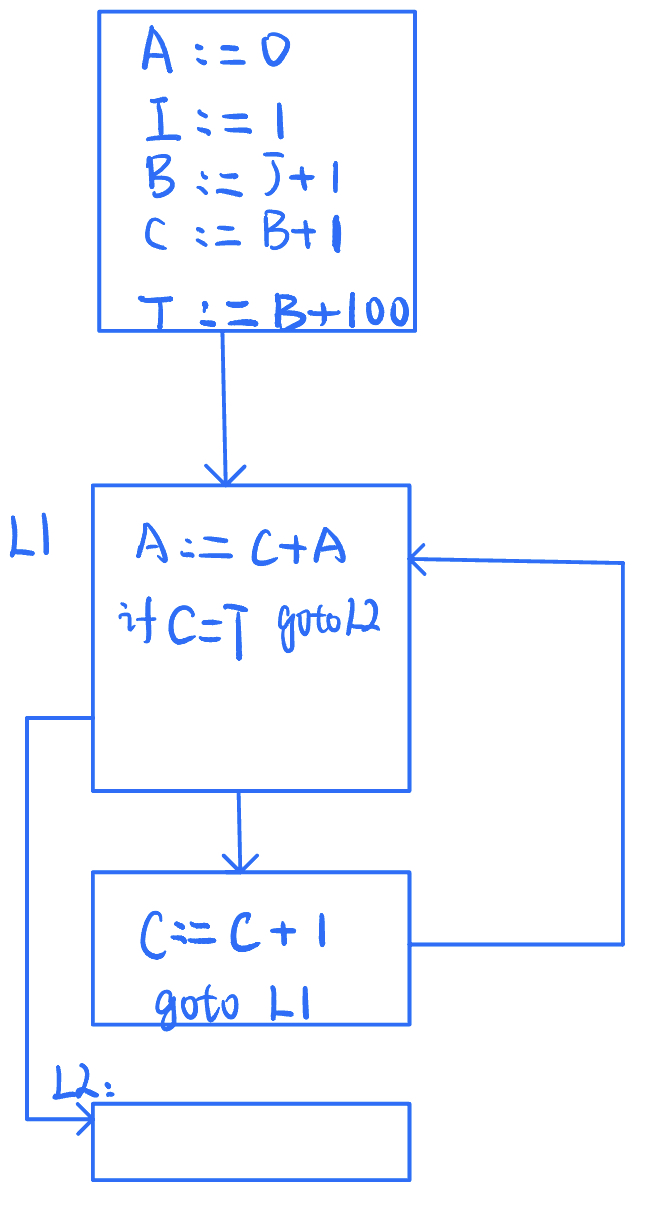 A := 0
I := 1
B := J+1
C := B+1
T := B+100
L1
A := C+A
if C=T goto L2
C := C + 1
goto L1
L2: